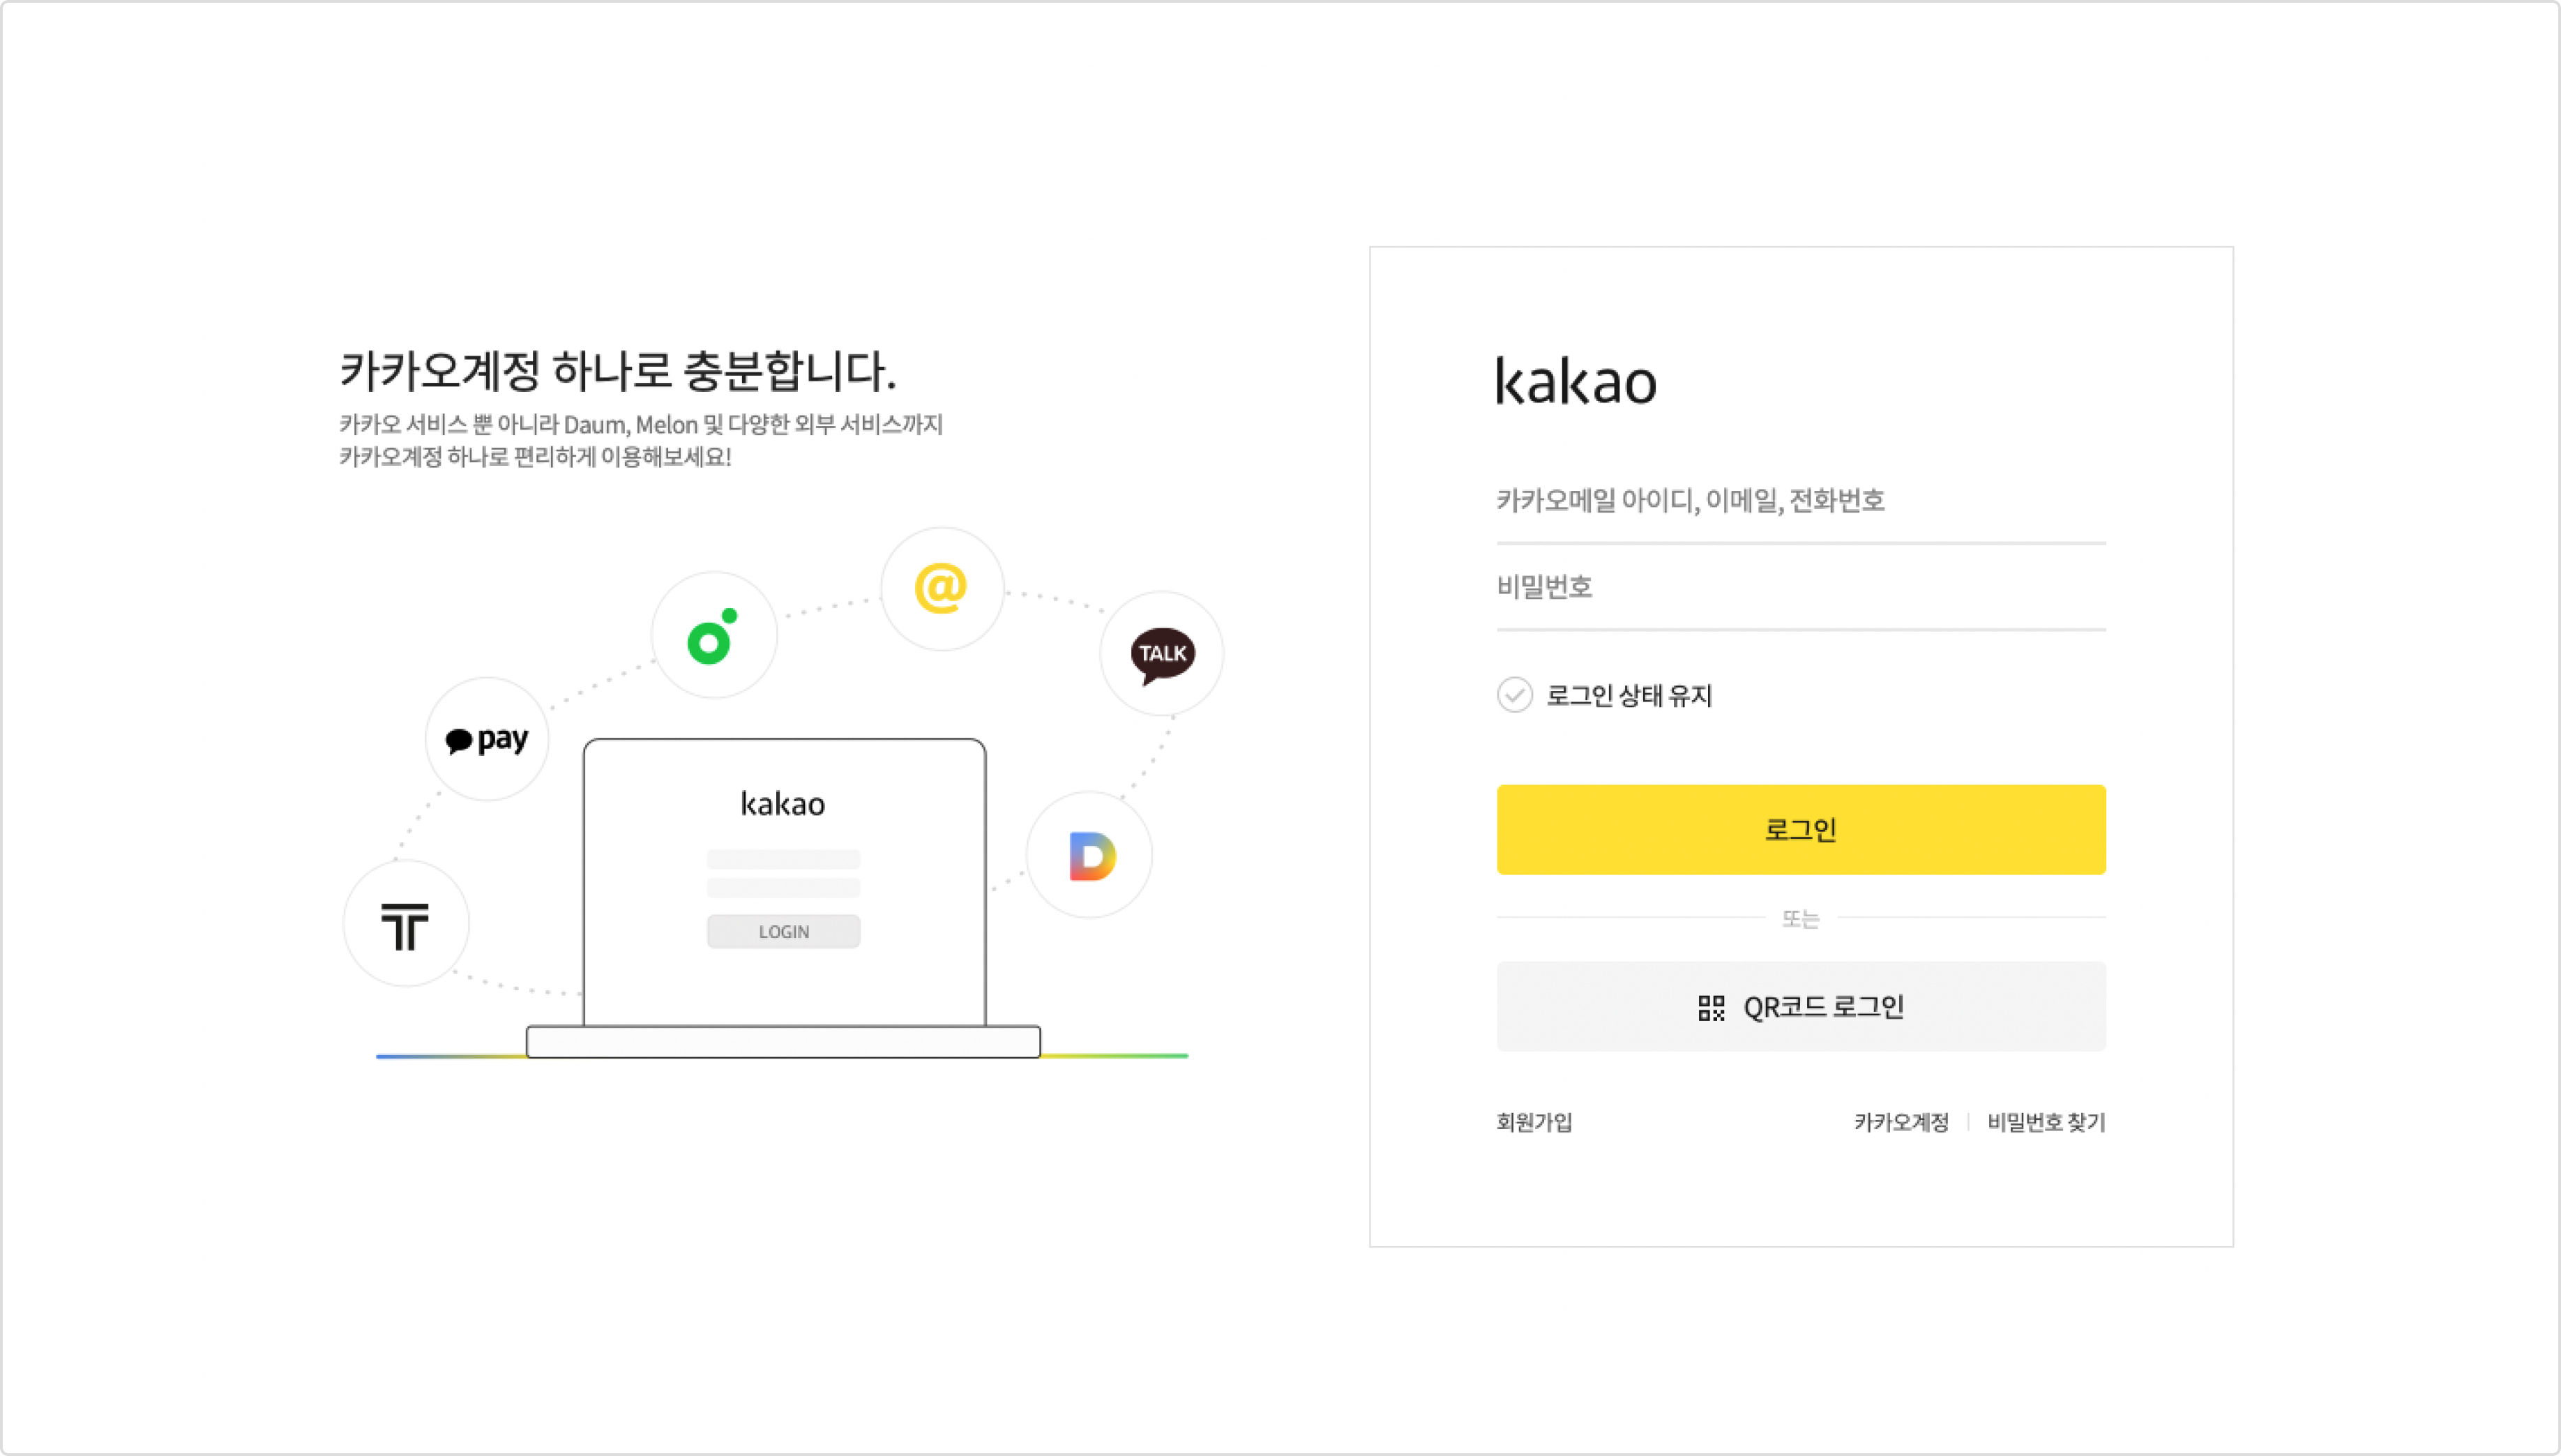 카카오계정 하나로 충분합니다.
카카오 서비스 뿐 아니라 Daum, Melon 및 다양한 외부 서비스까지
카카오계정 하나로 편리하게 이용해보세요!
@
TALK
pay
kakao
LOGIN
D
T
kakao
카카오메일 아이디, 이메일, 전화번호
비밀번호
로그인 상태 유지
로그인
또는
QR코드 로그인
회원가입
카카오계정 | 비밀번호 찾기